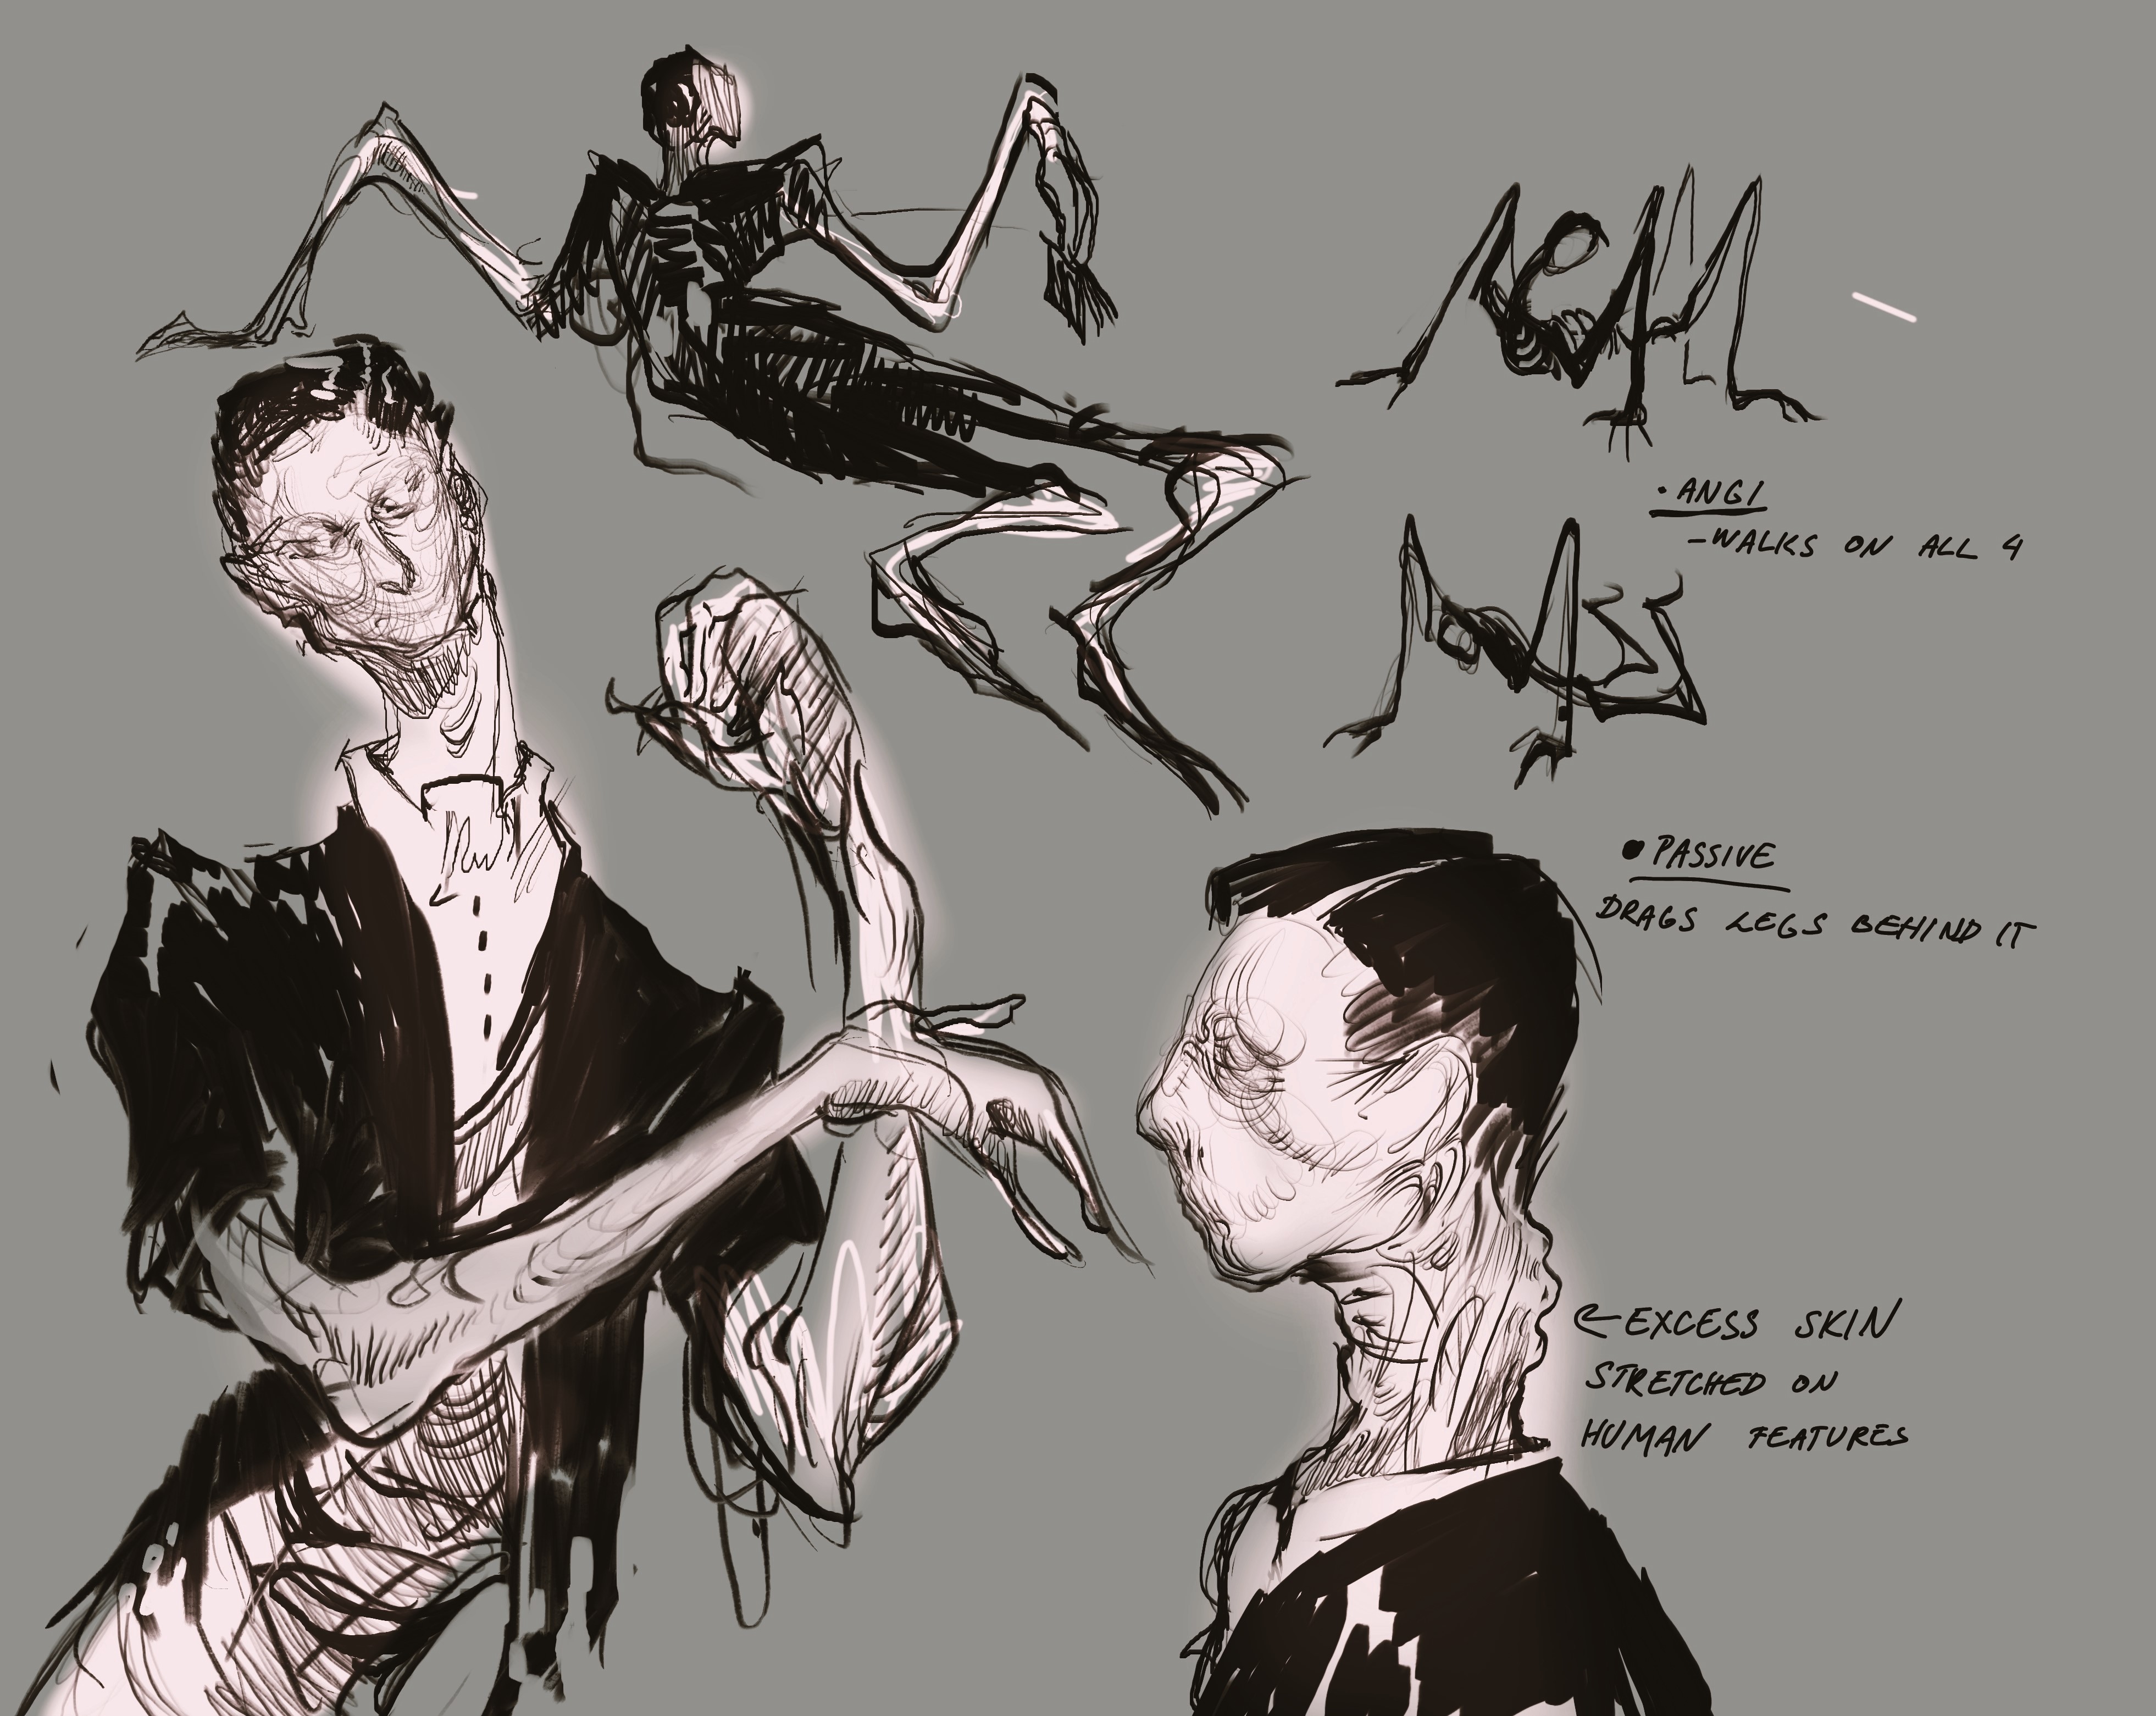 • ANGI
- WALKS ON ALL 4
• PASSIVE
DRAGS LEGS BEHIND IT
← EXCESS SKIN
STRETCHED ON
HUMAN FEATURES